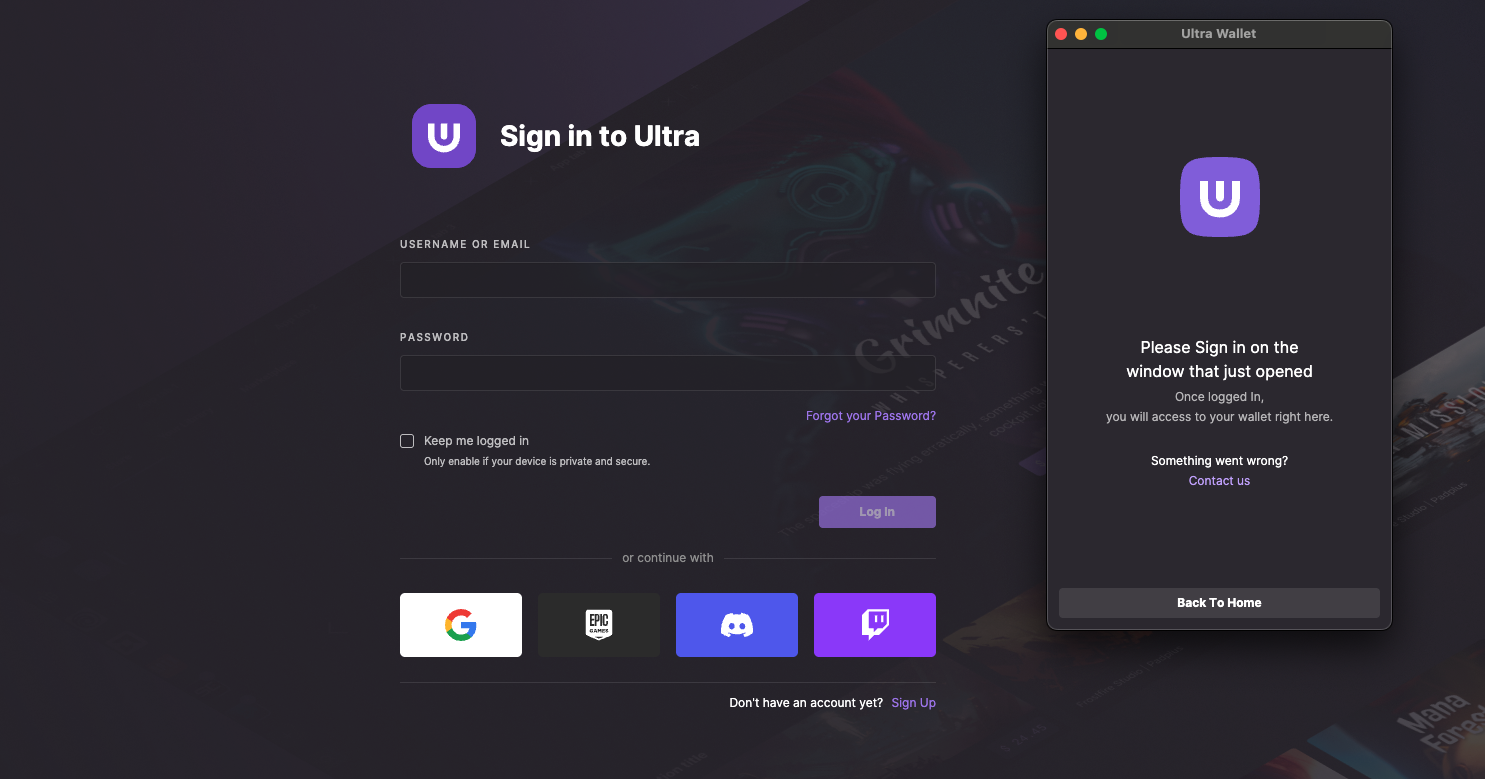 Sign in to Ultra
USERNAME OR EMAIL
PASSWORD
Forgot your Password?
Keep me logged in
Only enable if your device is private and secure.
Log In
or continue with
EPIC
GAMES
Don't have an account yet? Sign Up
Grimnite
WHISPERERS'T
MISSIO
Mana
Fores
Ultra Wallet
Please Sign in on the
window that just opened
Once logged In,
you will access to your wallet right here.
Something went wrong?
Contact us
Back To Home